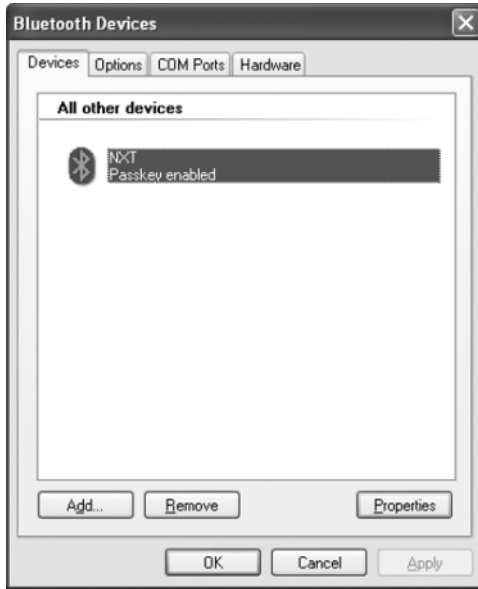 Bluetooth Devices
Devices Options COM Ports Hardware
All other devices
NXT
Passkey enabled
Add... Remove Properties
OK Cancel Apply